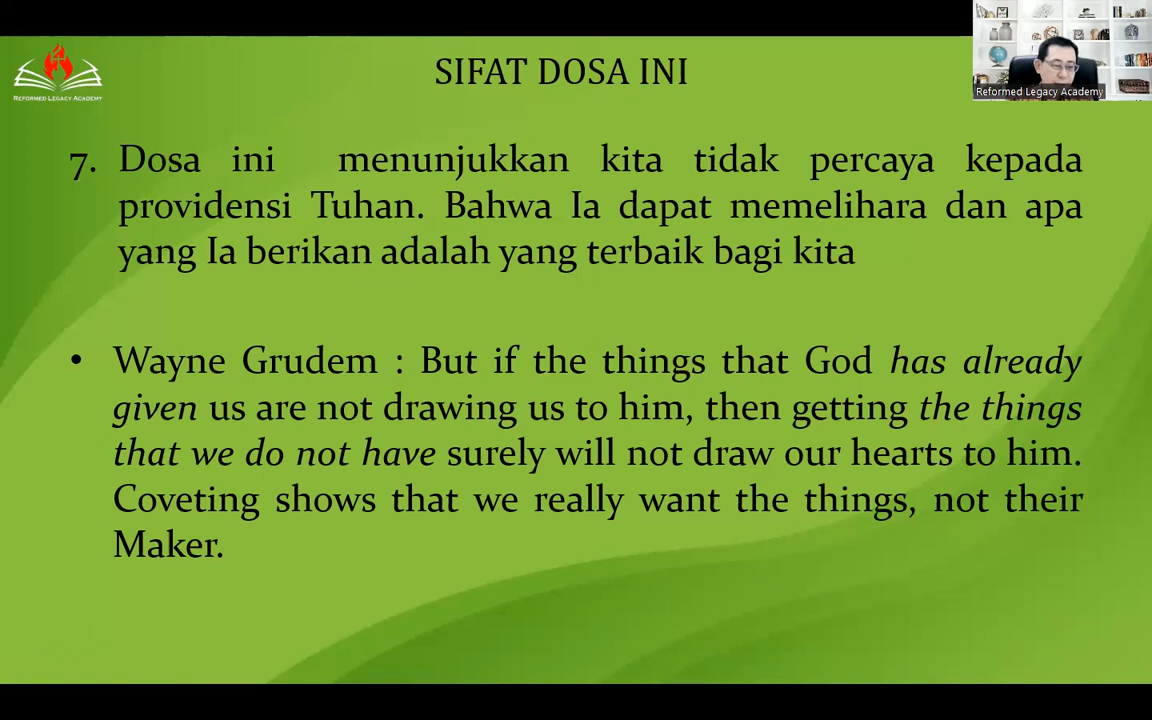 SIFAT DOSA INI
REFORMED LEGACY ACADEMY
Reformed Legacy Academy
7. Dosa ini menunjukkan kita tidak percaya kepada
providensi Tuhan. Bahwa Ia dapat memelihara dan apa
yang Ia berikan adalah yang terbaik bagi kita
• Wayne Grudem : But if the things that God has already
given us are not drawing us to him, then getting the things
that we do not have surely will not draw our hearts to him.
Coveting shows that we really want the things, not their
Maker.